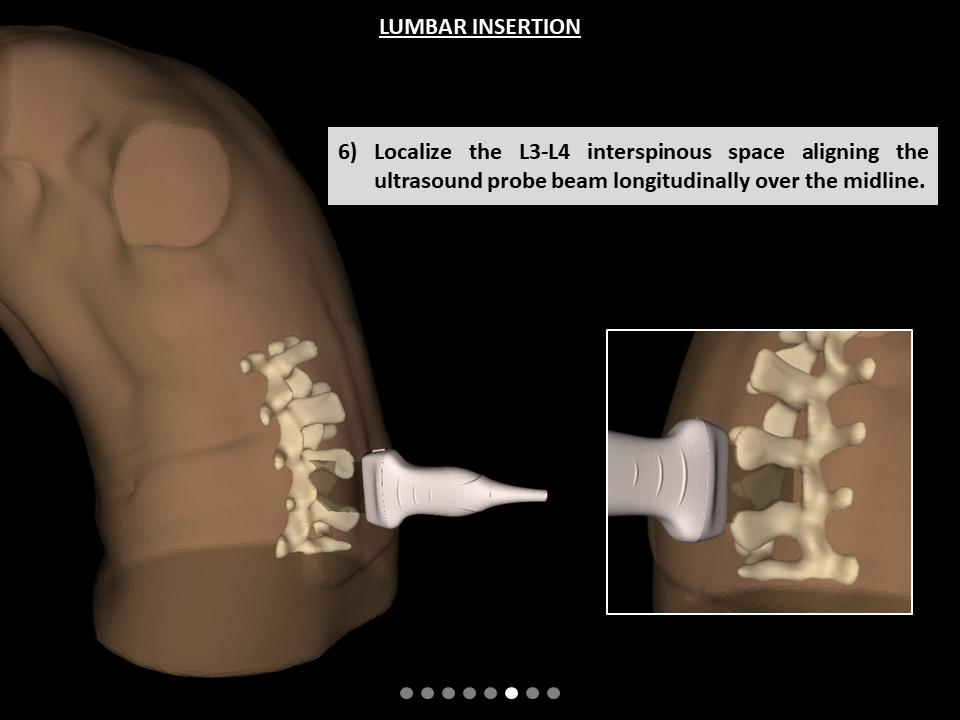 LUMBAR INSERTION
6) Localize the L3-L4 interspinous space aligning the
ultrasound probe beam longitudinally over the midline.